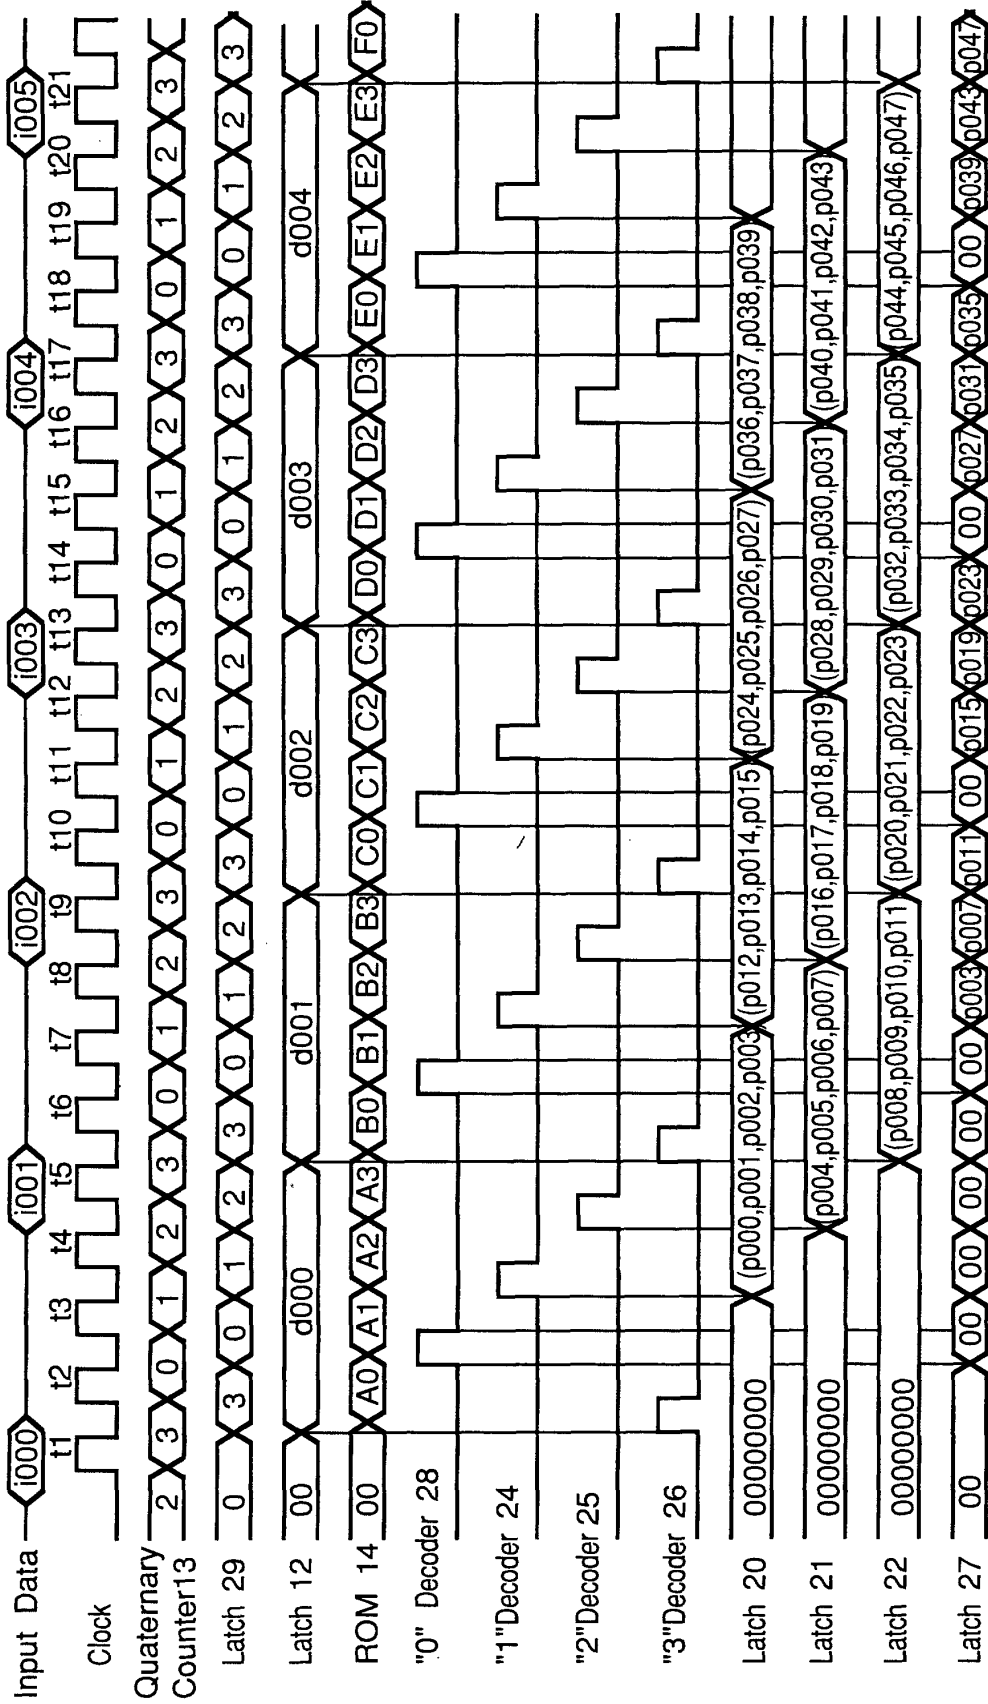 Input Data i000 i001 i002 i003 i004 i005
t1 t2 t3 t4 t5 t6 t7 t8 t9 t10 t11 t12 t13 t14 t15 t16 t17 t18 t19 t20 t21
Clock
Quaternary
Counter13 2 3 0 1 2 3 0 1 2 3 0 1 2 3 0 1 2 3 0 1 2 3
Latch 29 0 3 0 1 2 3 0 1 2 3 0 1 2 3 0 1 2 3 0 1 2 3
Latch 12 00 d000 d001 d002 d003 d004
ROM 14 00 A0 A1 A2 A3 B0 B1 B2 B3 C0 C1 C2 C3 D0 D1 D2 D3 E0 E1 E2 E3 F0
"0" Decoder 28
"1"Decoder 24
"2"Decoder 25
"3"Decoder 26
Latch 20 00000000 (p000,p001,p002,p003) (p012,p013,p014,p015) (p024,p025,p026,p027) (p036,p037,p038,p039)
Latch 21 00000000 (p004,p005,p006,p007) (p016,p017,p018,p019) (p028,p029,p030,p031) (p040,p041,p042,p043)
Latch 22 00000000 (p008,p009,p010,p011) (p020,p021,p022,p023) (p032,p033,p034,p035) (p044,p045,p046,p047)
Latch 27 00 00 00 00 00 00 00 p003 p007 p011 00 p015 p019 p023 00 p027 p031 p035 00 p039 p043 p047